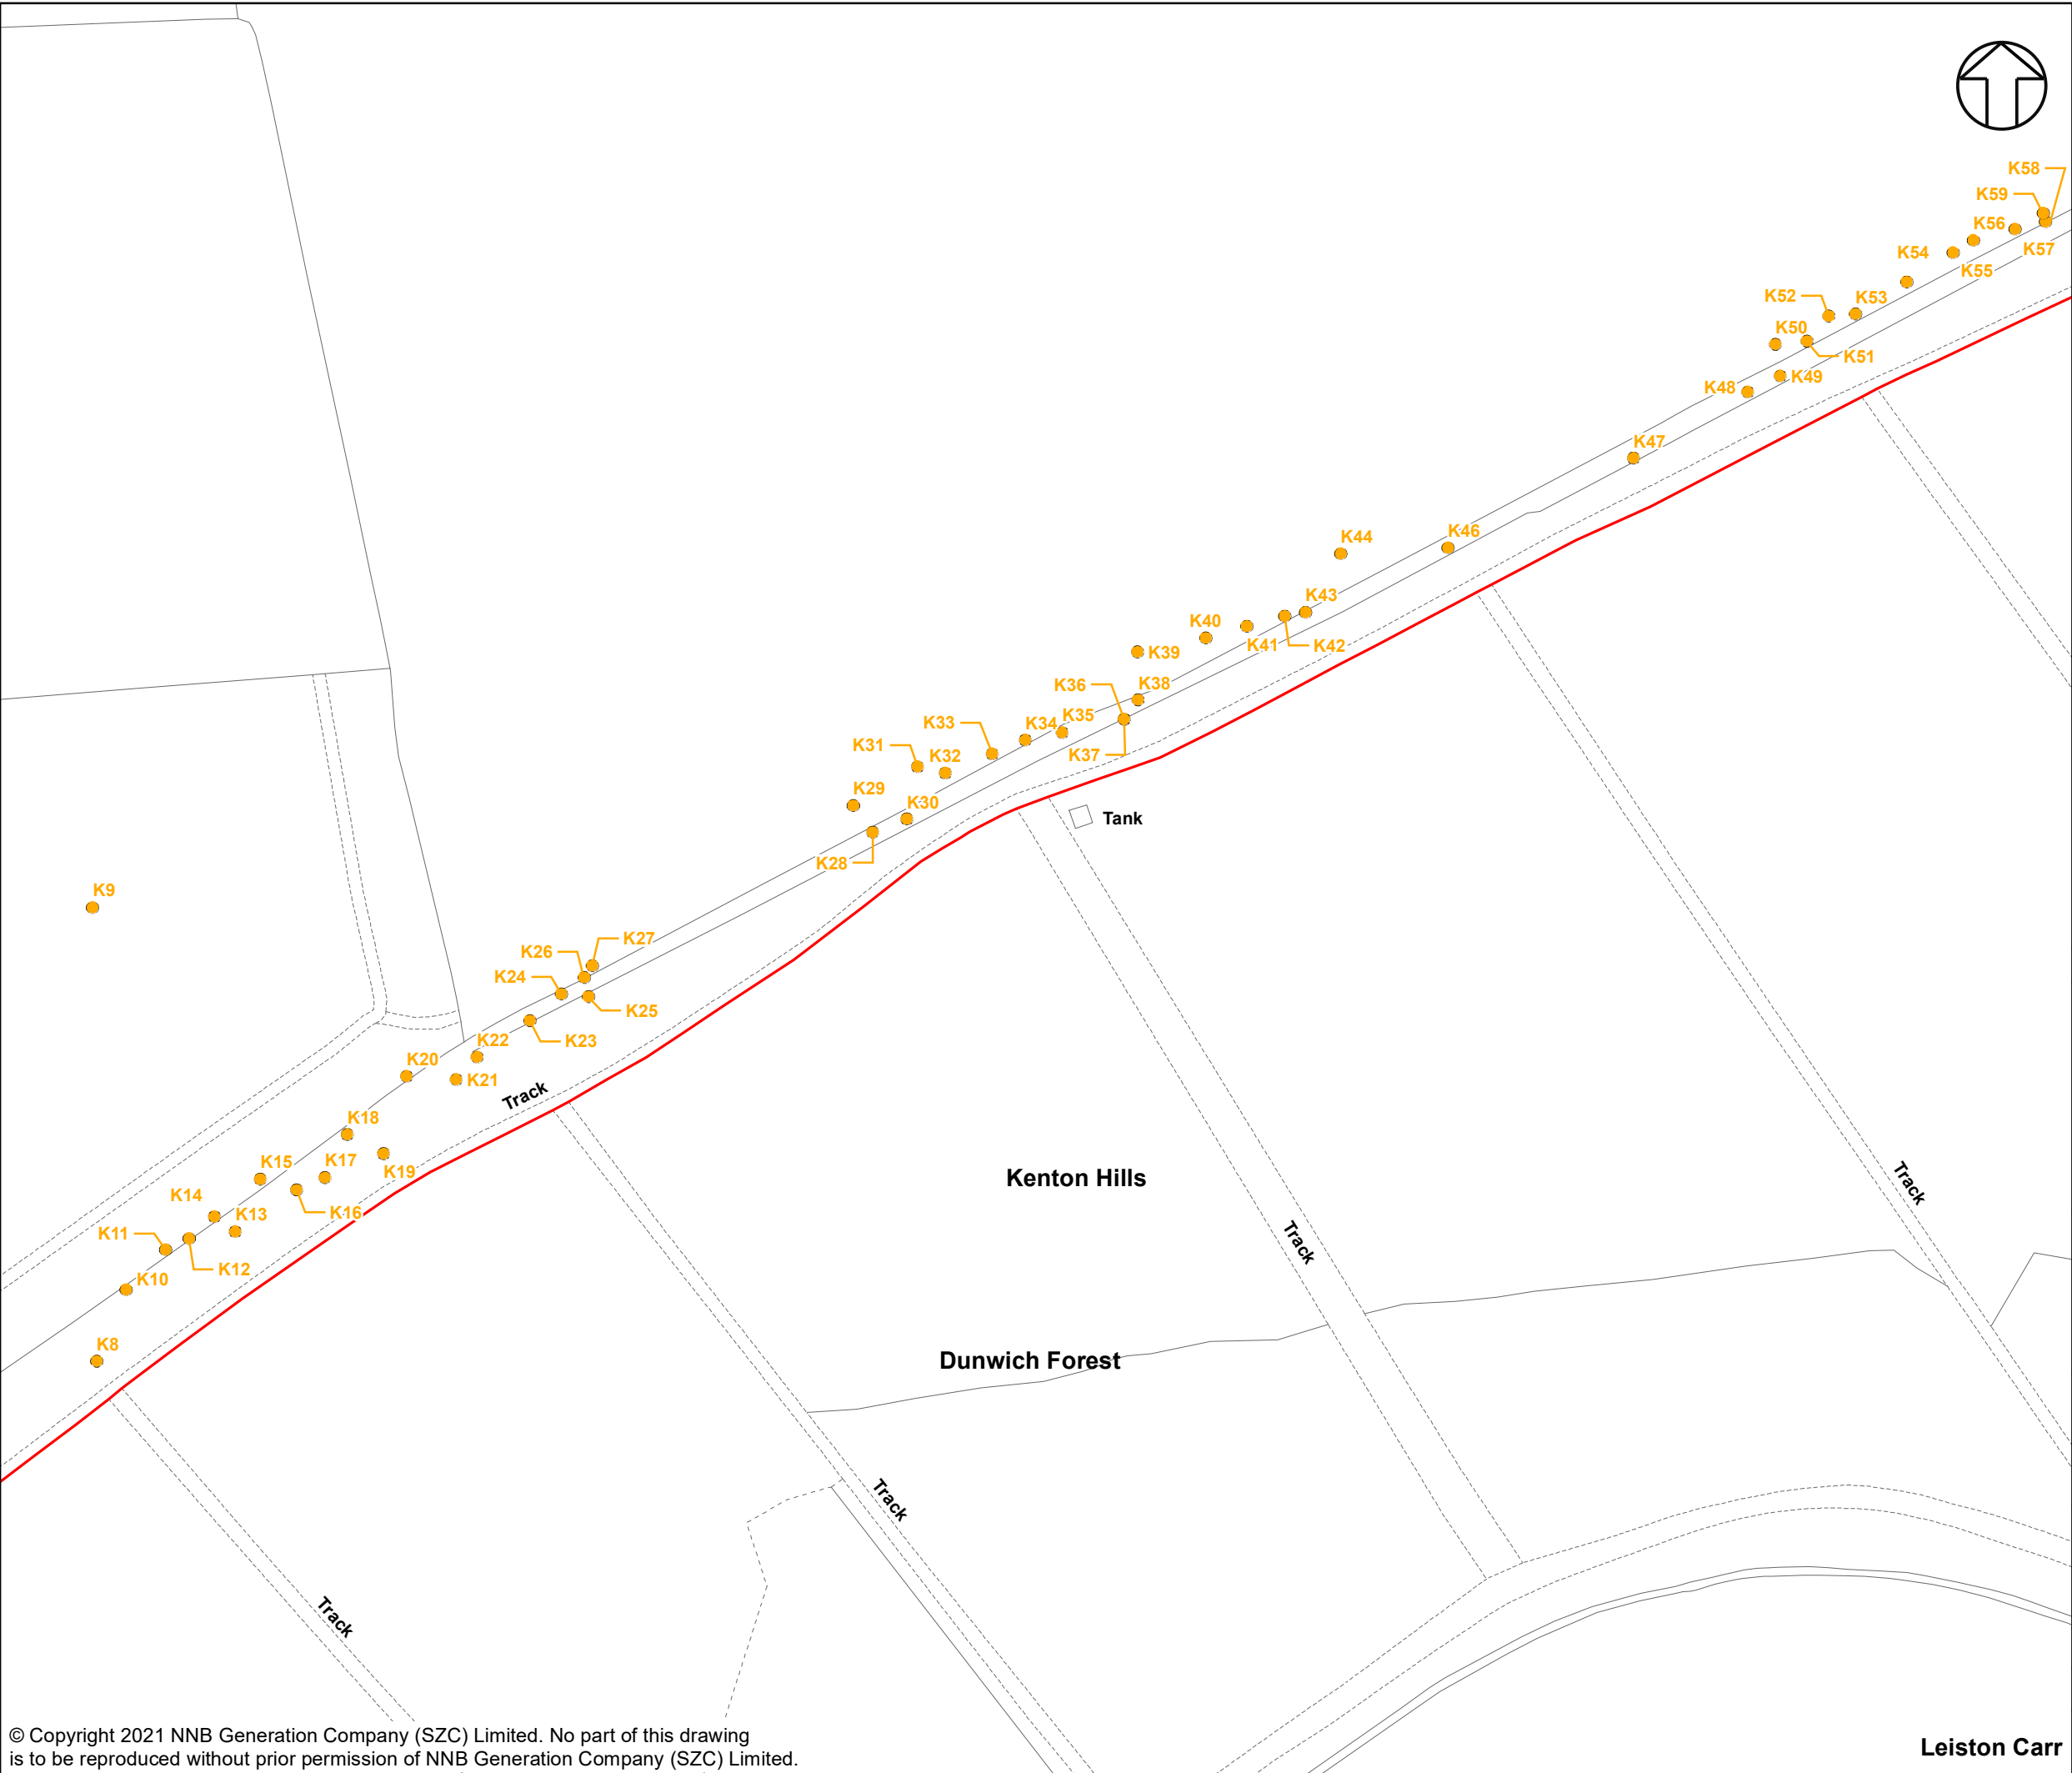 K58
K59
K56
K57
K54
K55
K52
K53
K50
K51
K49
K48
K47
K46
K44
K43
K40
K41
K42
K39
K36
K38
K33
K34
K35
K31
K32
K37
K29
K30
K28
K9
K27
K26
K24
K25
K22
K23
K20
K21
K18
K15
K17
K19
K14
K16
K13
K11
K12
K10
K8
Tank
Track
Kenton Hills
Track
Track
Dunwich Forest
Track
Track
Leiston Carr
© Copyright 2021 NNB Generation Company (SZC) Limited. No part of this drawing
is to be reproduced without prior permission of NNB Generation Company (SZC) Limited.